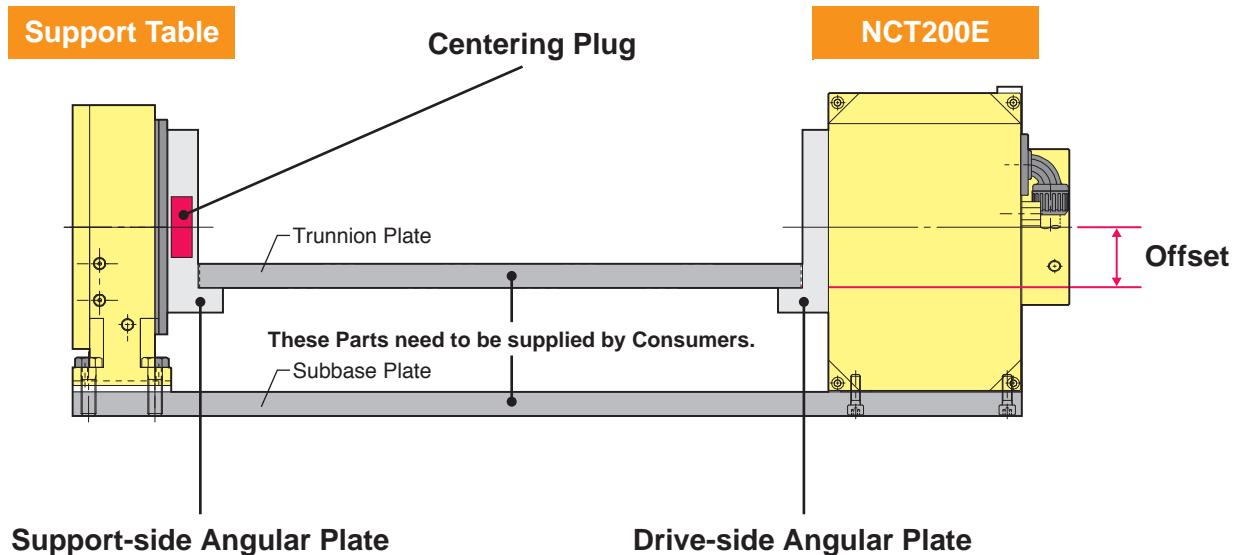 Support Table
Centering Plug
NCT200E
Trunnion Plate
Offset
These Parts need to be supplied by Consumers.
Subbase Plate
Support-side Angular Plate
Drive-side Angular Plate